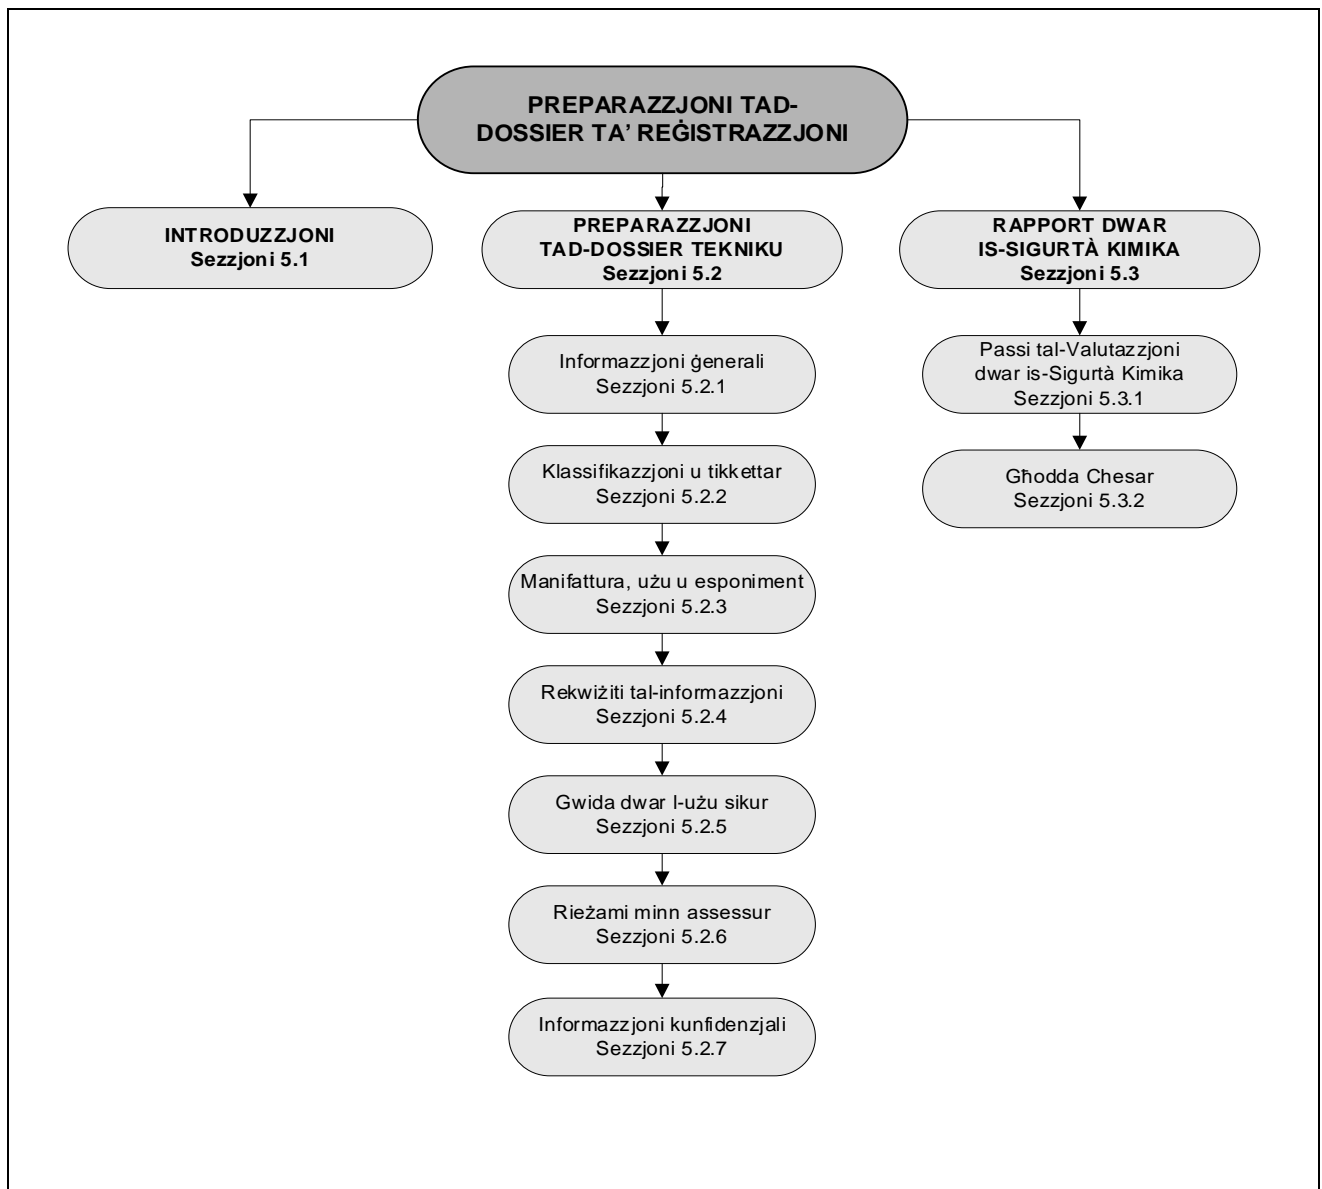 PREPARAZZJONI TAD-
DOSSIER TA’ REĠISTRAZZJONI
INTRODUZZJONI
Sezzjoni 5.1
PREPARAZZJONI
TAD-DOSSIER TEKNIKU
Sezzjoni 5.2
Informazzjoni ġenerali
Sezzjoni 5.2.1
Klassifikazzjoni u tikkettar
Sezzjoni 5.2.2
Manifattura, użu u esponiment
Sezzjoni 5.2.3
Rekwiżiti tal-informazzjoni
Sezzjoni 5.2.4
Gwida dwar l-użu sikur
Sezzjoni 5.2.5
Rieżami minn assessur
Sezzjoni 5.2.6
Informazzjoni kunfidenzjali
Sezzjoni 5.2.7
RAPPORT DWAR
IS-SIGURTÀ KIMIKA
Sezzjoni 5.3
Passi tal-Valutazzjoni
dwar is-Sigurtà Kimika
Sezzjoni 5.3.1
Għodda Chesar
Sezzjoni 5.3.2